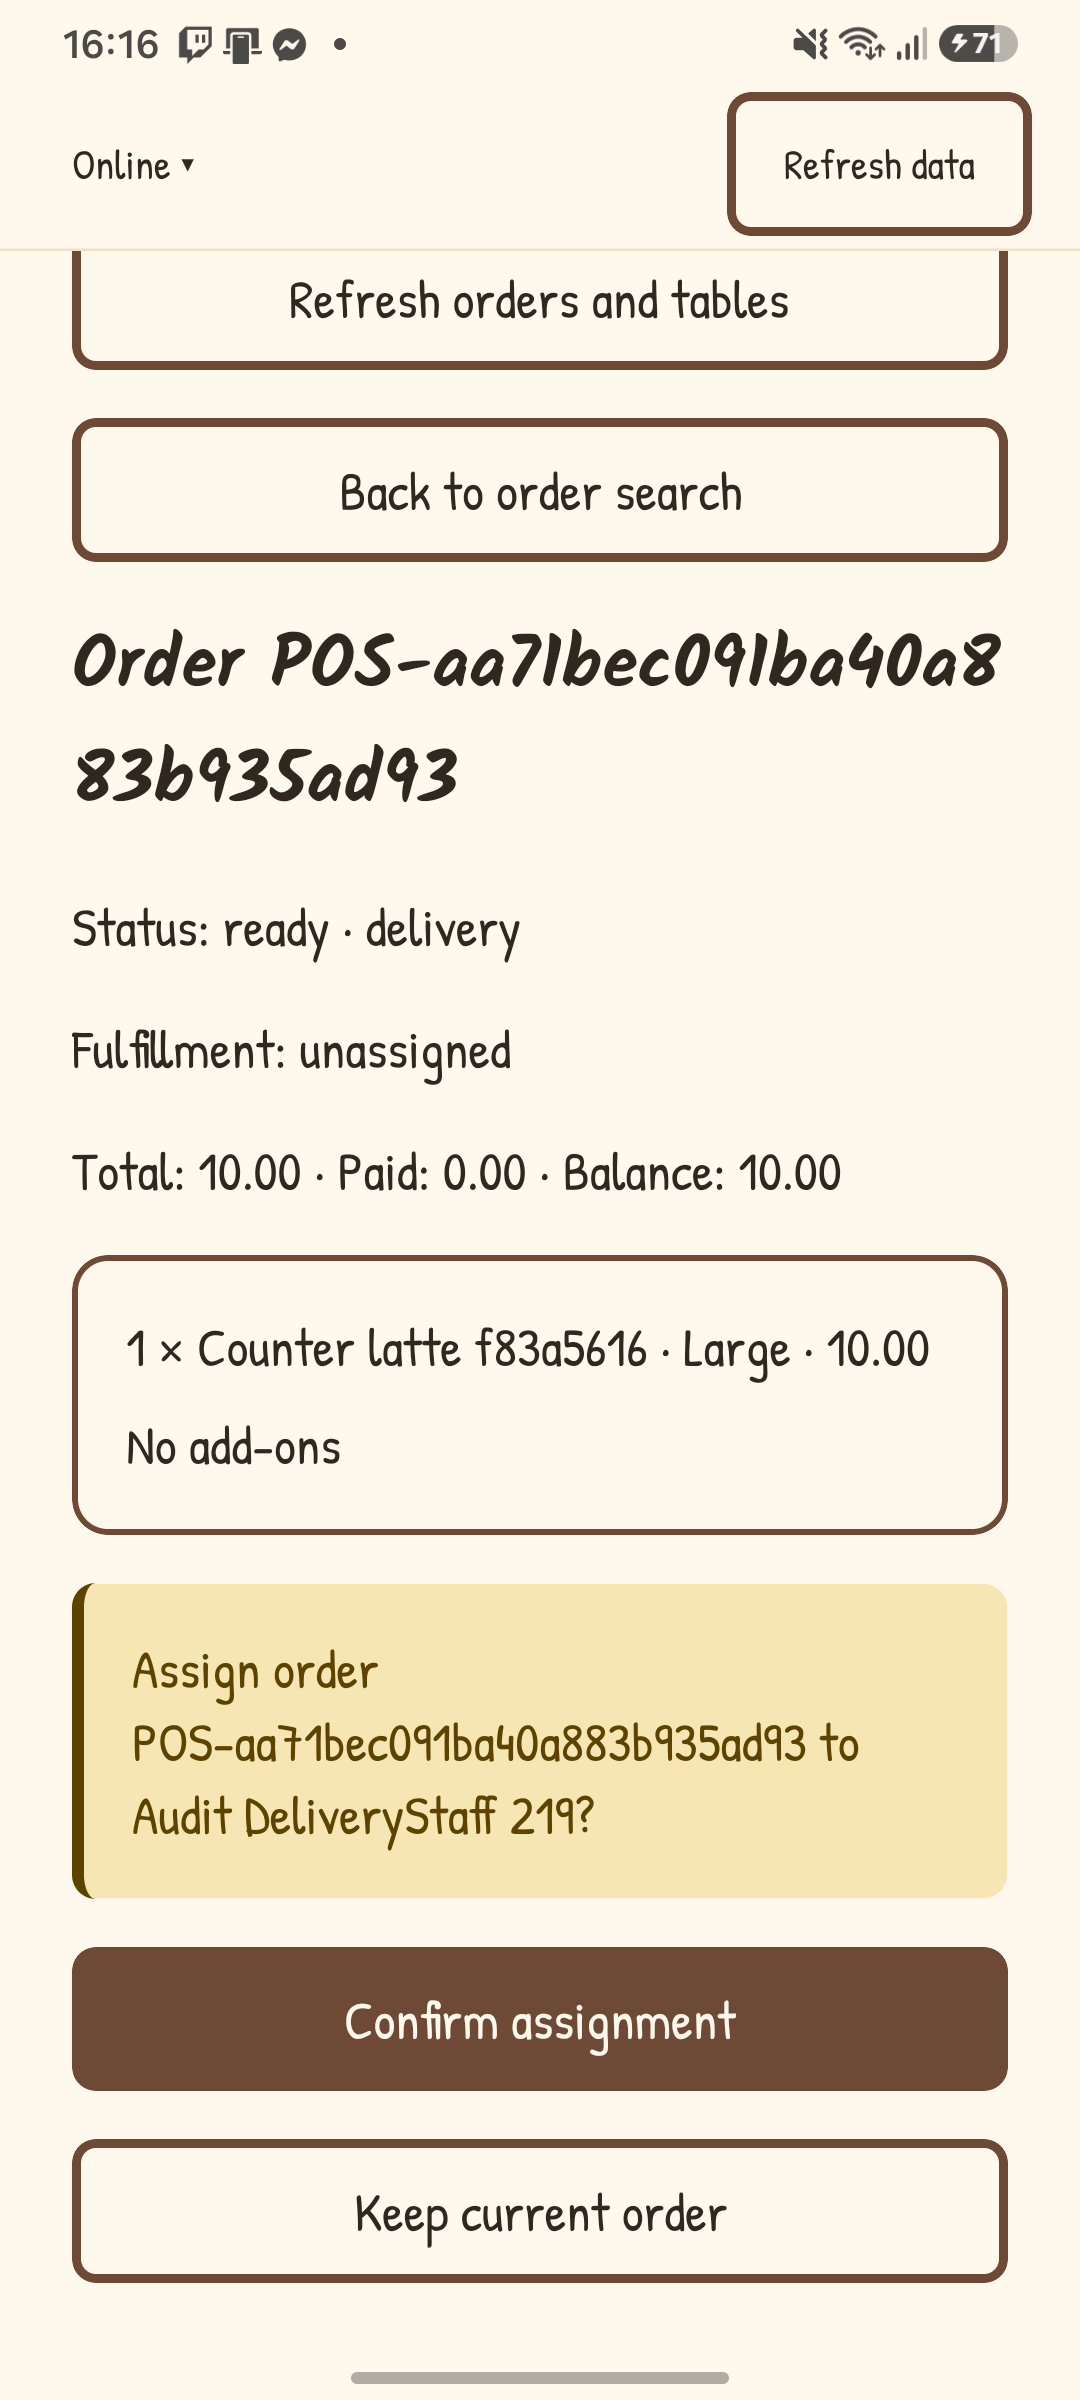 16:16
71
Online ▾
Refresh data
Refresh orders and tables
Back to order search
Order POS-aa71bec091ba40a8
83b935ad93
Status: ready · delivery
Fulfillment: unassigned
Total: 10.00 · Paid: 0.00 · Balance: 10.00
1 × Counter latte f83a5616 · Large · 10.00
No add-ons
Assign order
POS-aa71bec091ba40a883b935ad93 to
Audit DeliveryStaff 219?
Confirm assignment
Keep current order